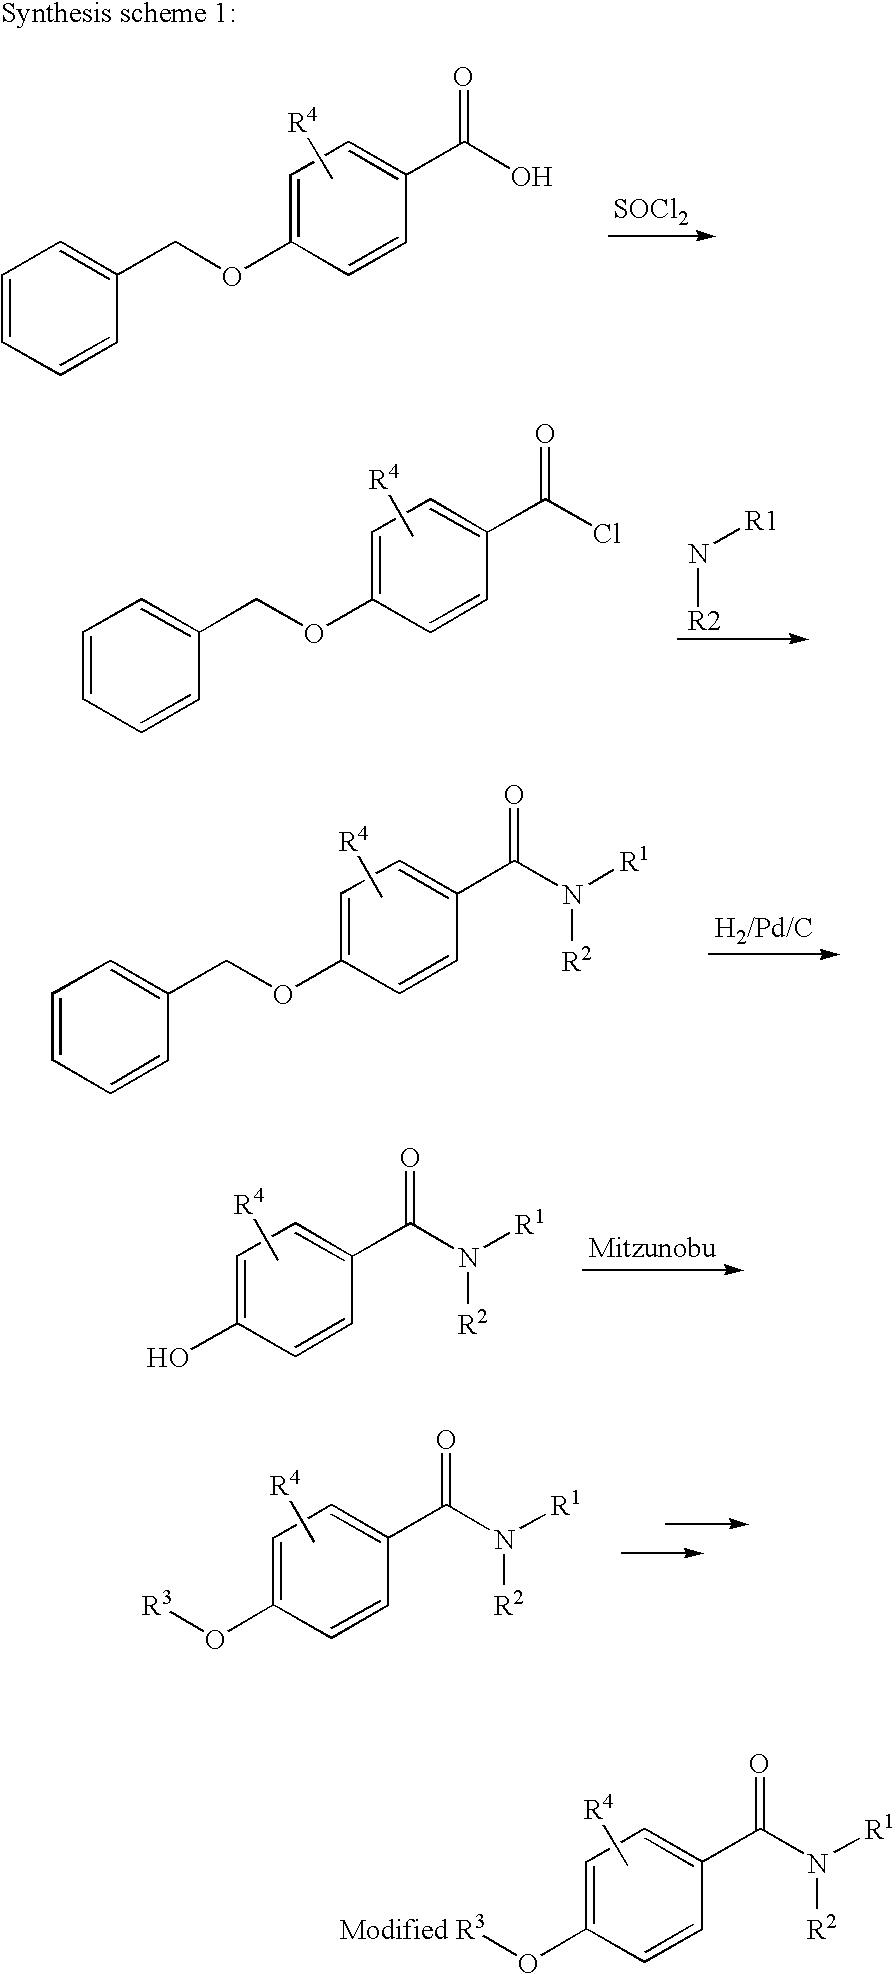 Synthesis scheme 1:
O
R⁴
OH
O
SOCl₂
O
R⁴
Cl
O
N
R1
R2
O
R⁴
N
R¹
R²
O
H₂/Pd/C
O
R⁴
N
R¹
R²
HO
Mitzunobu
O
R⁴
N
R¹
R²
R³
O
O
R⁴
N
R¹
R²
Modified R³
O